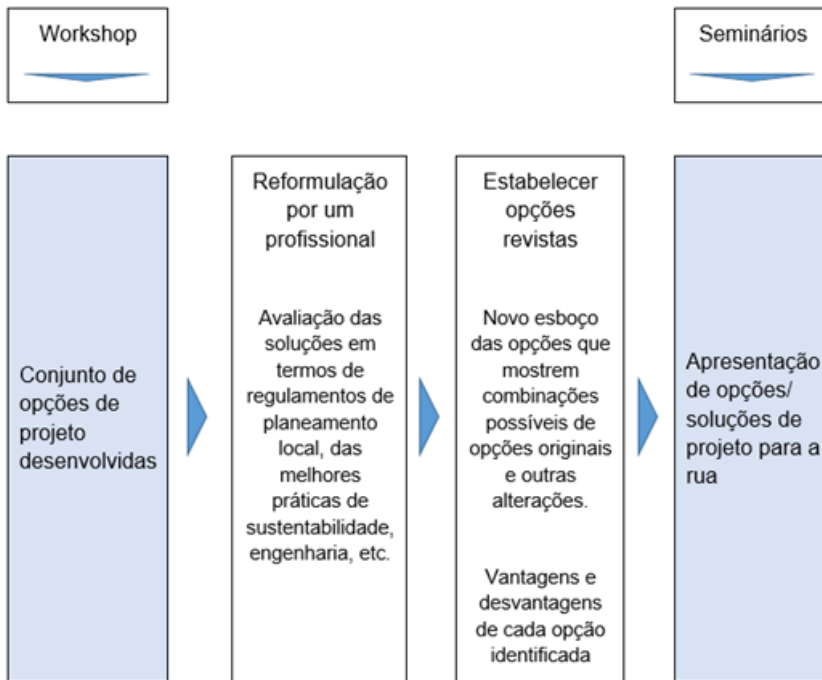 Workshop
Seminários
Conjunto de
opções de
projeto
desenvolvidas
Reformulação
por um
profissional
Avaliação das
soluções em
termos de
regulamentos de
planeamento
local, das
melhores
práticas de
sustentabilidade,
engenharia, etc.
Estabelecer
opções
revistas
Novo esboço
das opções que
mostrem
combinações
possíveis de
opções originais
e outras
alterações.
Vantagens e
desvantagens
de cada opção
identificada
Apresentação
de opções/
soluções de
projeto para a
rua